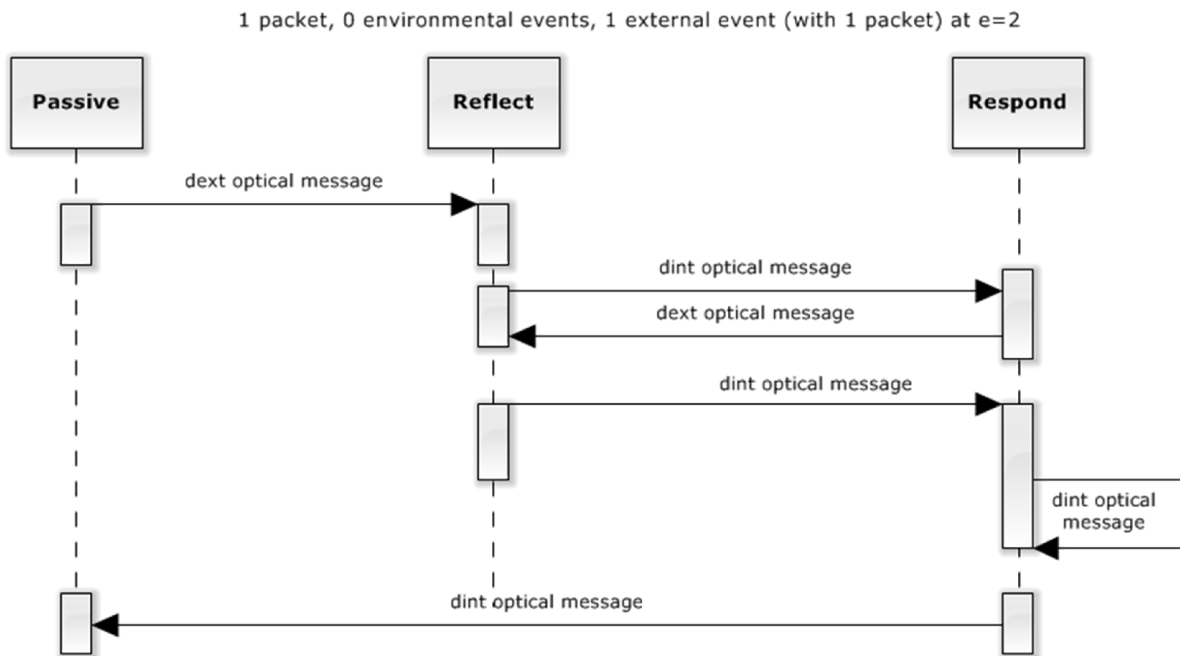 1 packet, 0 environmental events, 1 external event (with 1 packet) at e=2
Passive
Reflect
Respond
dext optical message
dint optical message
dext optical message
dint optical message
dint optical
message
dint optical message